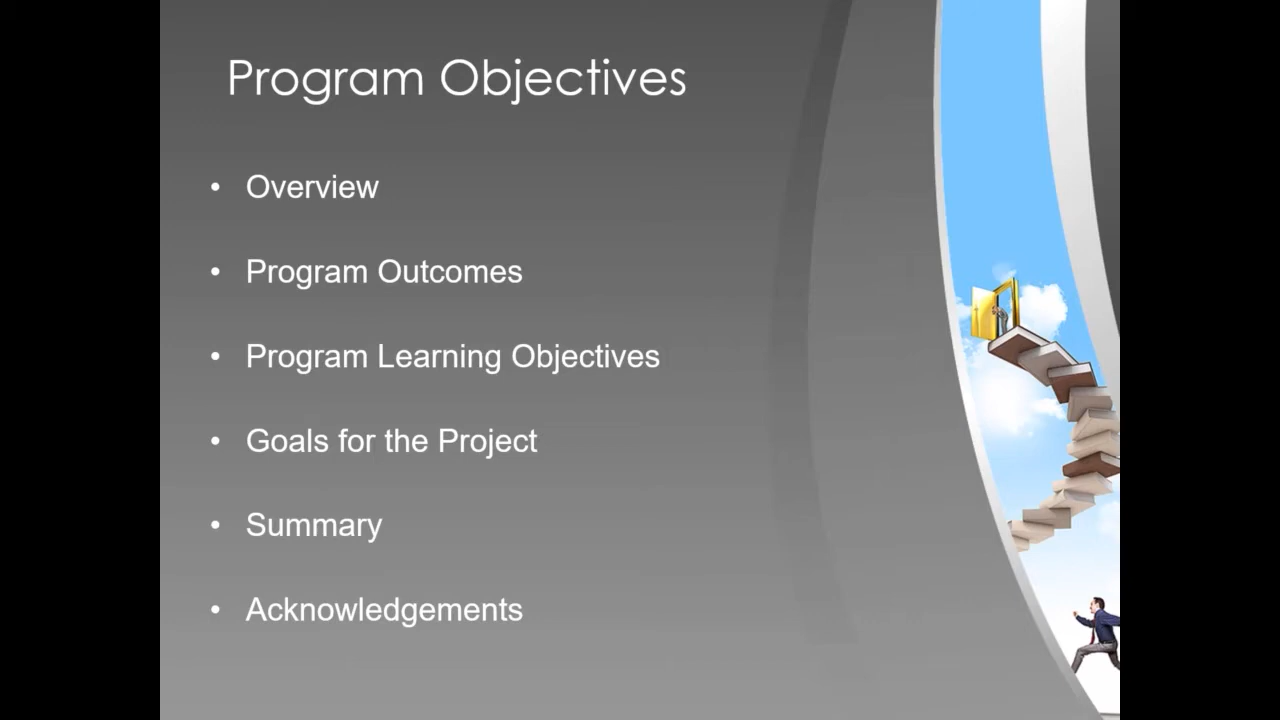 Program Objectives
• Overview
• Program Outcomes
• Program Learning Objectives
• Goals for the Project
• Summary
• Acknowledgements